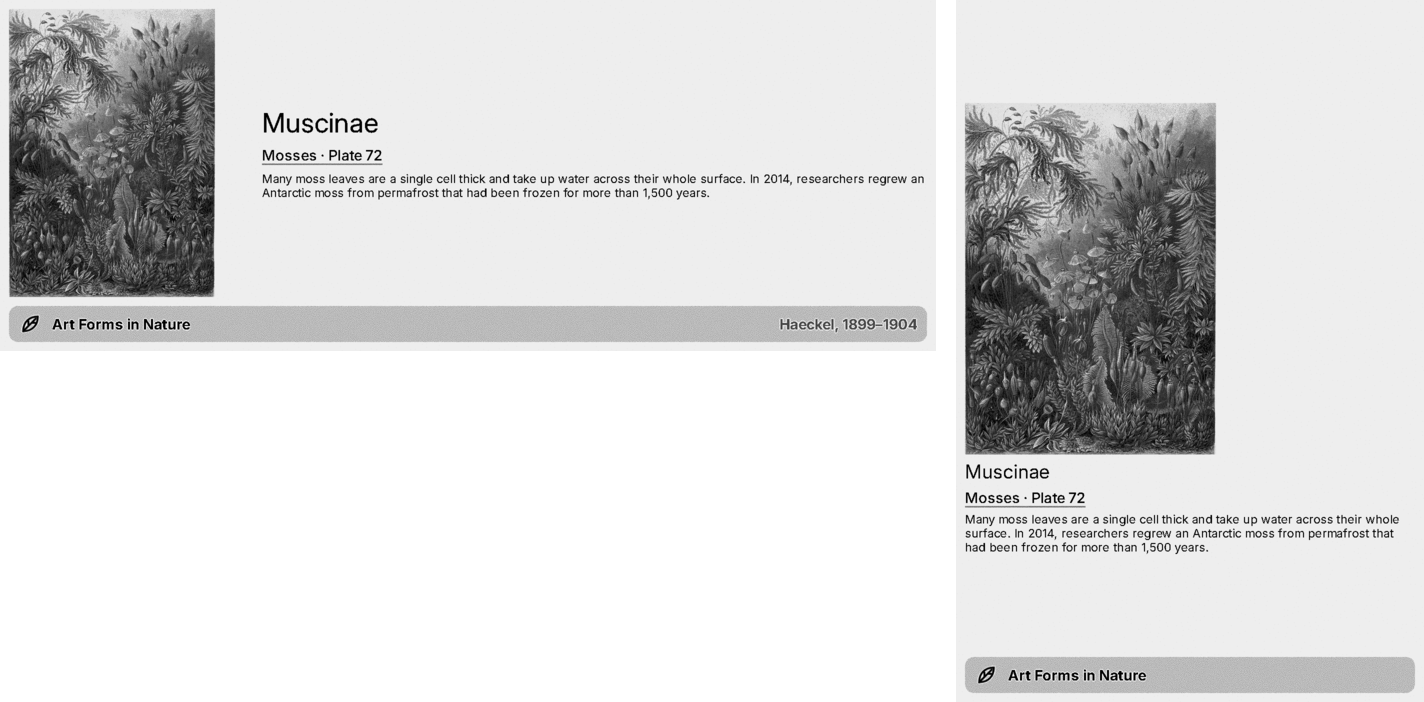 Muscinae
Mosses · Plate 72
Many moss leaves are a single cell thick and take up water across their whole surface. In 2014, researchers regrew an
Antarctic moss from permafrost that had been frozen for more than 1,500 years.
Art Forms in Nature
Haeckel, 1899–1904
Muscinae
Mosses · Plate 72
Many moss leaves are a single cell thick and take up water across their whole
surface. In 2014, researchers regrew an Antarctic moss from permafrost that
had been frozen for more than 1,500 years.
Art Forms in Nature